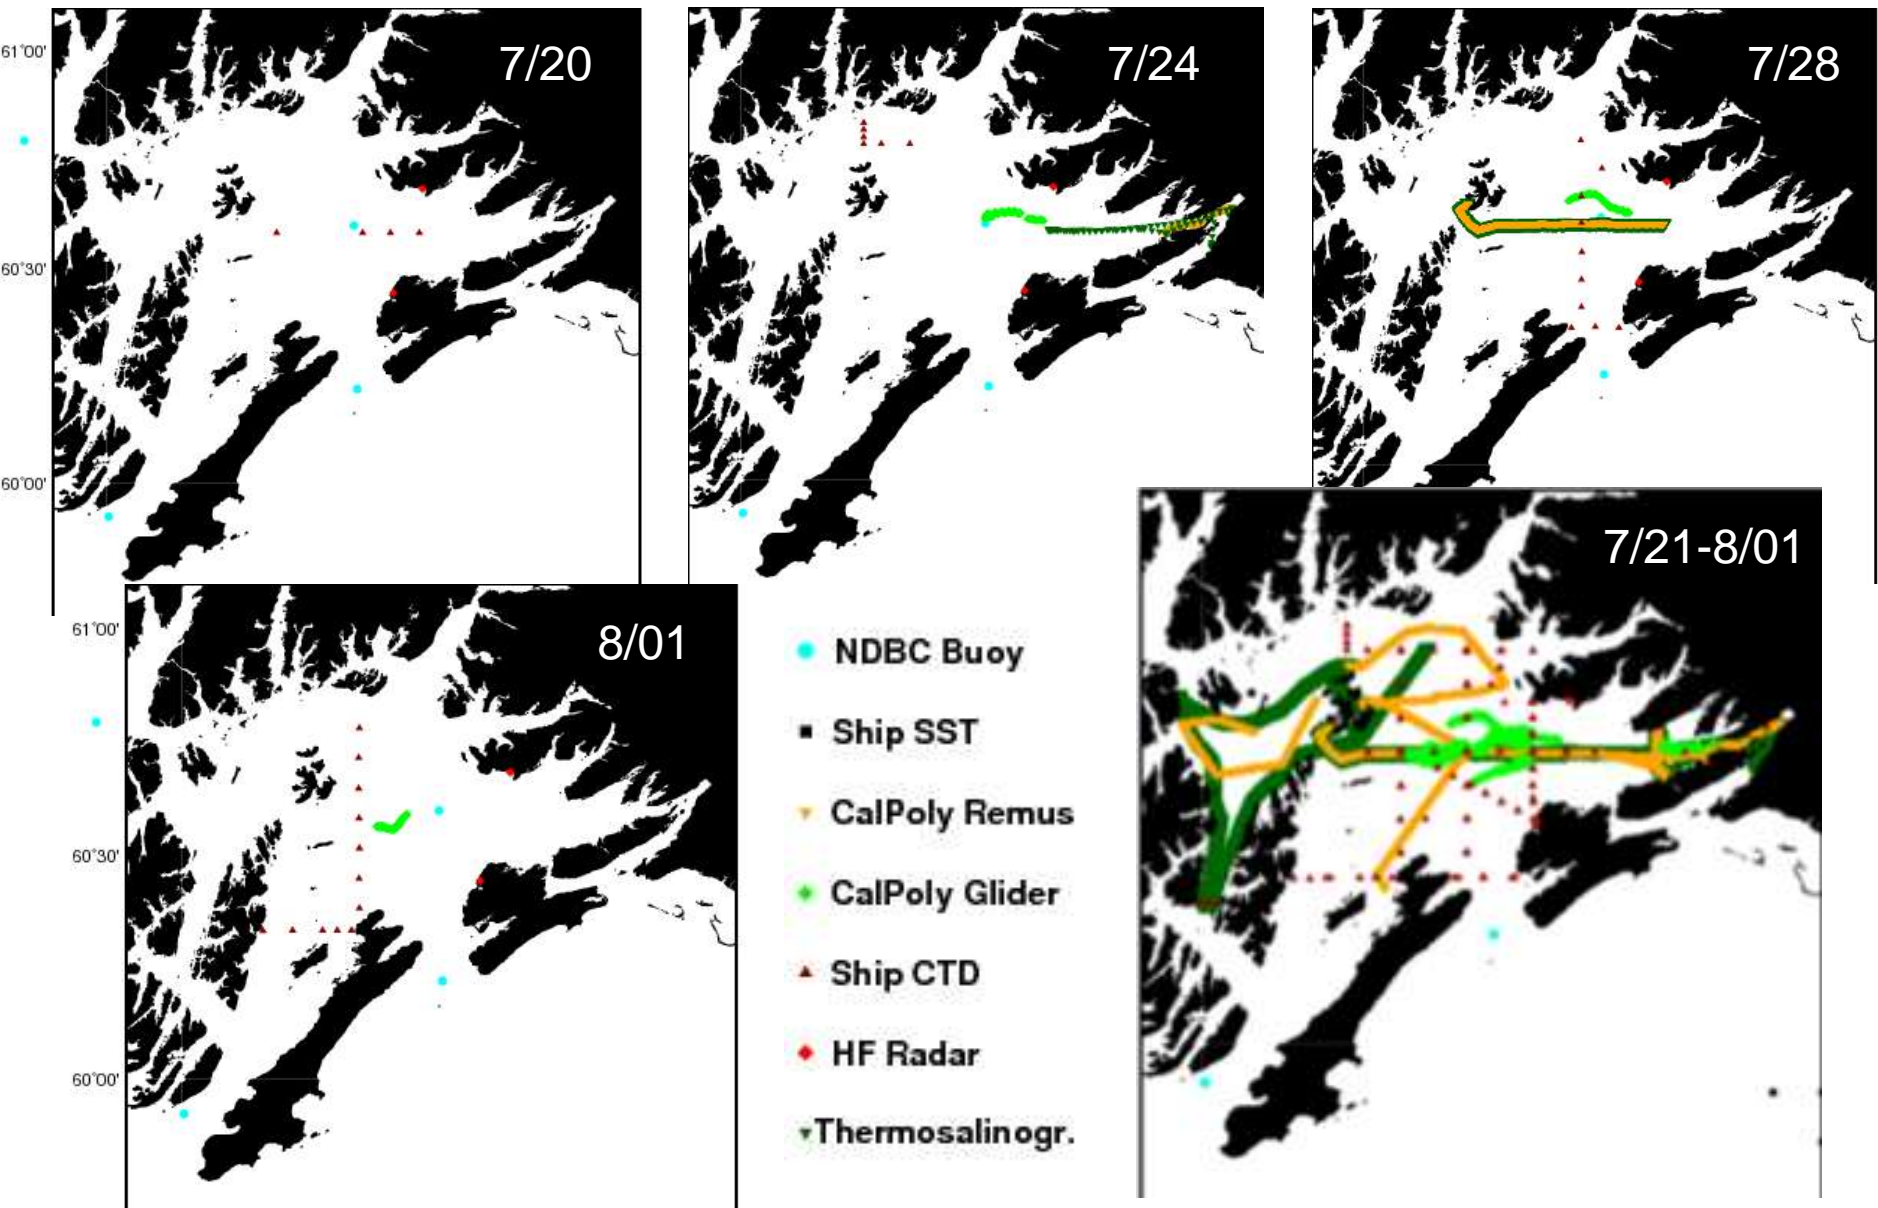 7/20
61°00'
60°30'
60°00'
7/24
7/28
8/01
61°00'
60°30'
60°00'
NDBC Buoy
Ship SST
CalPoly Remus
CalPoly Glider
Ship CTD
HF Radar
Thermosalinogr.
7/21-8/01